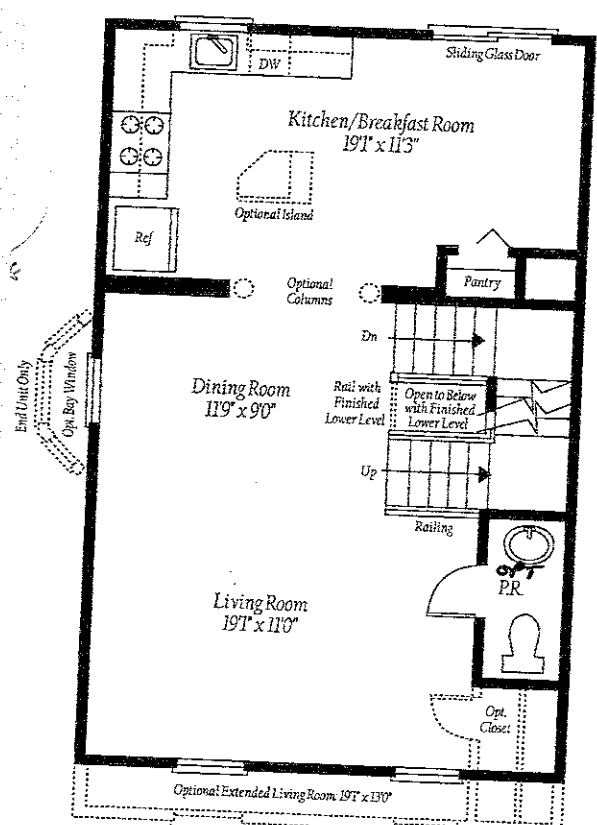 Sliding Glass Door
DW
Kitchen/Breakfast Room
19'1" x 11'3"
Optional Island
Ref
Pantry
Optional
Columns
Dn
End Unit Only
Opt. Bay Window
Dining Room
11'9" x 9'0"
Rail with
Finished
Lower Level
Open to Below
with Finished
Lower Level
Up
Railing
P.R.
Living Room
19'1" x 11'0"
Opt.
Closet
Optional Extended Living Room 19'1" x 13'0"